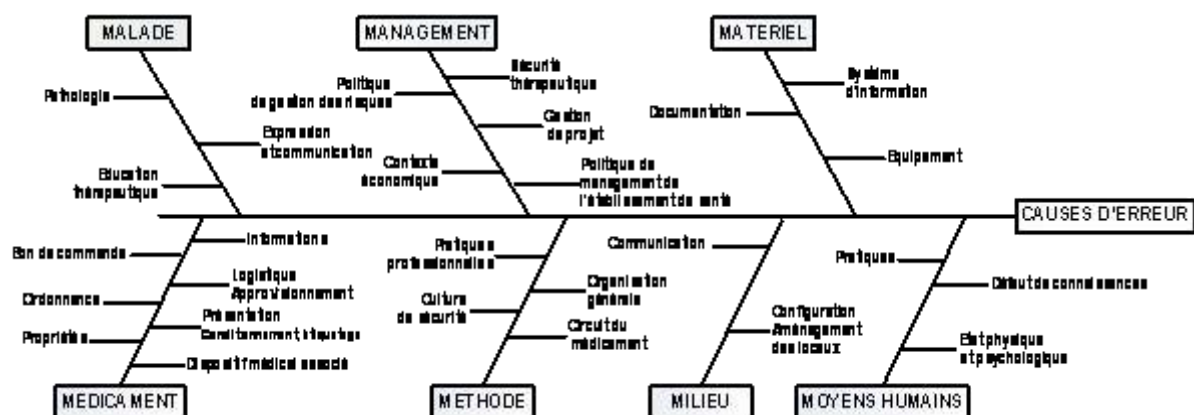 MALADE
MANAGEMENT
MATERIEL
Pathologie
Expression
et communication
Education
thérapeutique
Politique
de gestion des risques
Sécurité
thérapeutique
Gestion
de projet
Contexte
économique
Politique de
management de
l'établissement de santé
Système
d'information
Documentation
Equipement
CAUSES D'ERREUR
Informations
Bon de commande
Logistique
Approvisionnement
Ordonnance
Présentation
Conditionnement étiquetage
Propriétés
Dispositif médical associé
Pratiques
professionnelles
Organisation
générale
Culture
de sécurité
Circuit du
médicament
Communication
Configuration
Aménagement
des locaux
Pratiques
Défaut de connaissances
Etat physique
et psychologique
MEDICAMENT
METHODE
MILIEU
MOYENS HUMAINS